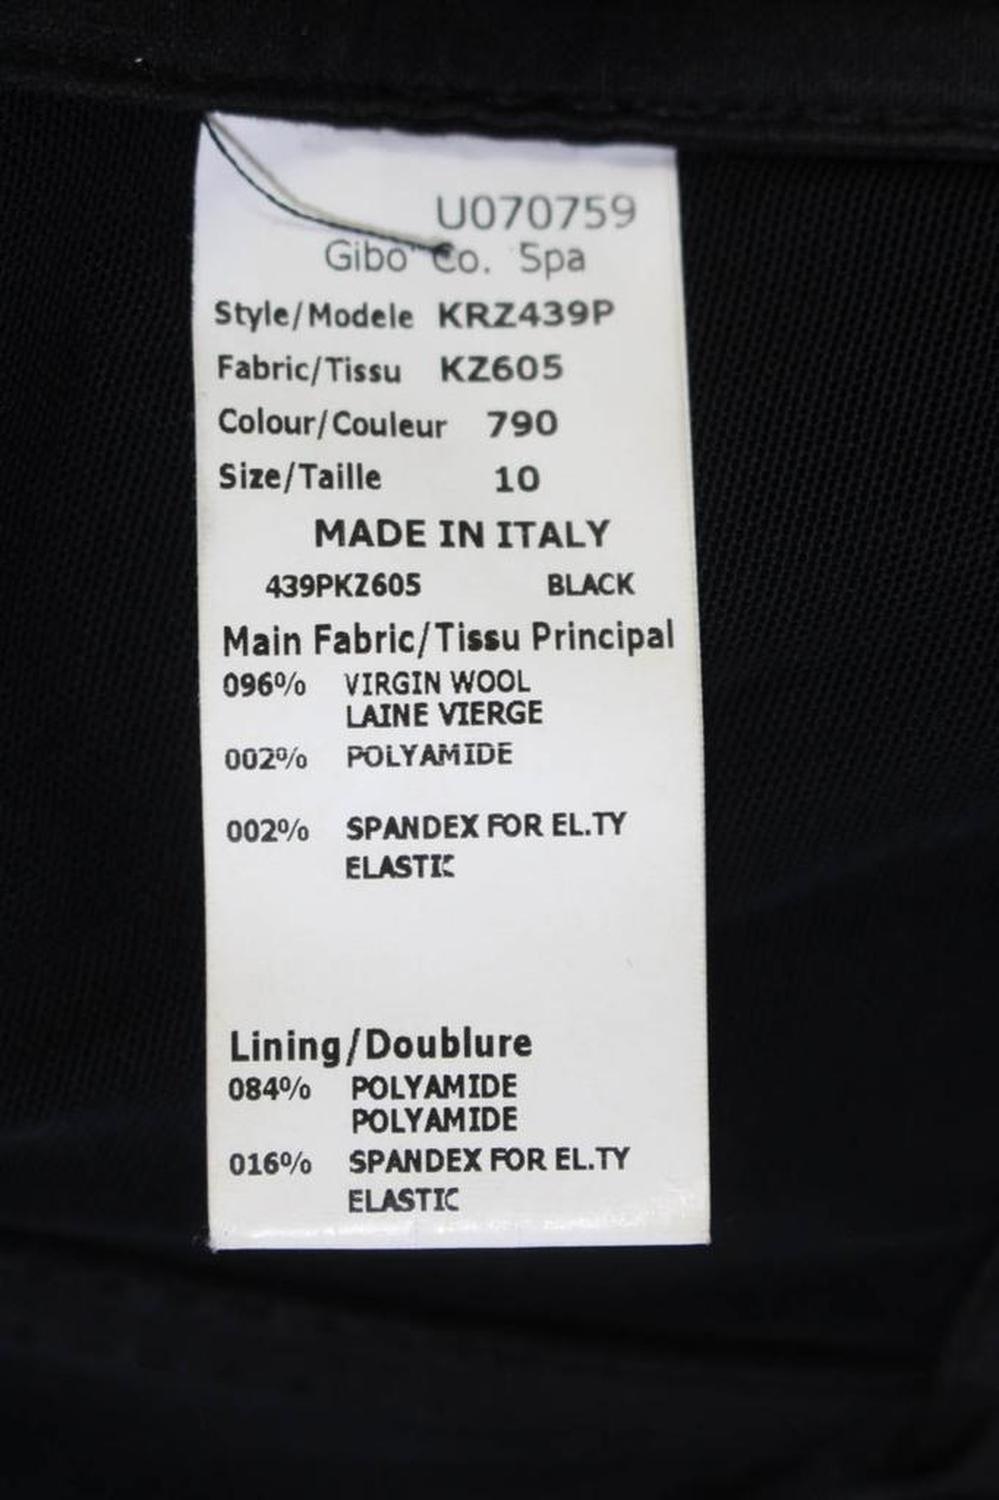 U070759
Gibo' Co. Spa
Style/Modele KRZ439P
Fabric/Tissu KZ605
Colour/Couleur 790
Size/Taille 10
MADE IN ITALY
439PKZ605 BLACK
Main Fabric/Tissu Principal
096% VIRGIN WOOL
LAINE VIERGE
002% POLYAMIDE
002% SPANDEX FOR EL.TY
ELASTIC
Lining/Doublure
084% POLYAMIDE
POLYAMIDE
016% SPANDEX FOR EL.TY
ELASTIC